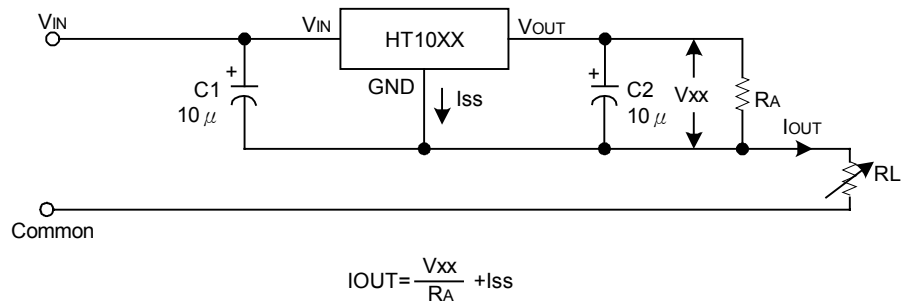 VIN
VIN
HT10XX
VOUT
GND
Iss
C1
10 μ
C2
10 μ
Vxx
RA
IOUT
RL
Common
IOUT= Vxx / RA +Iss